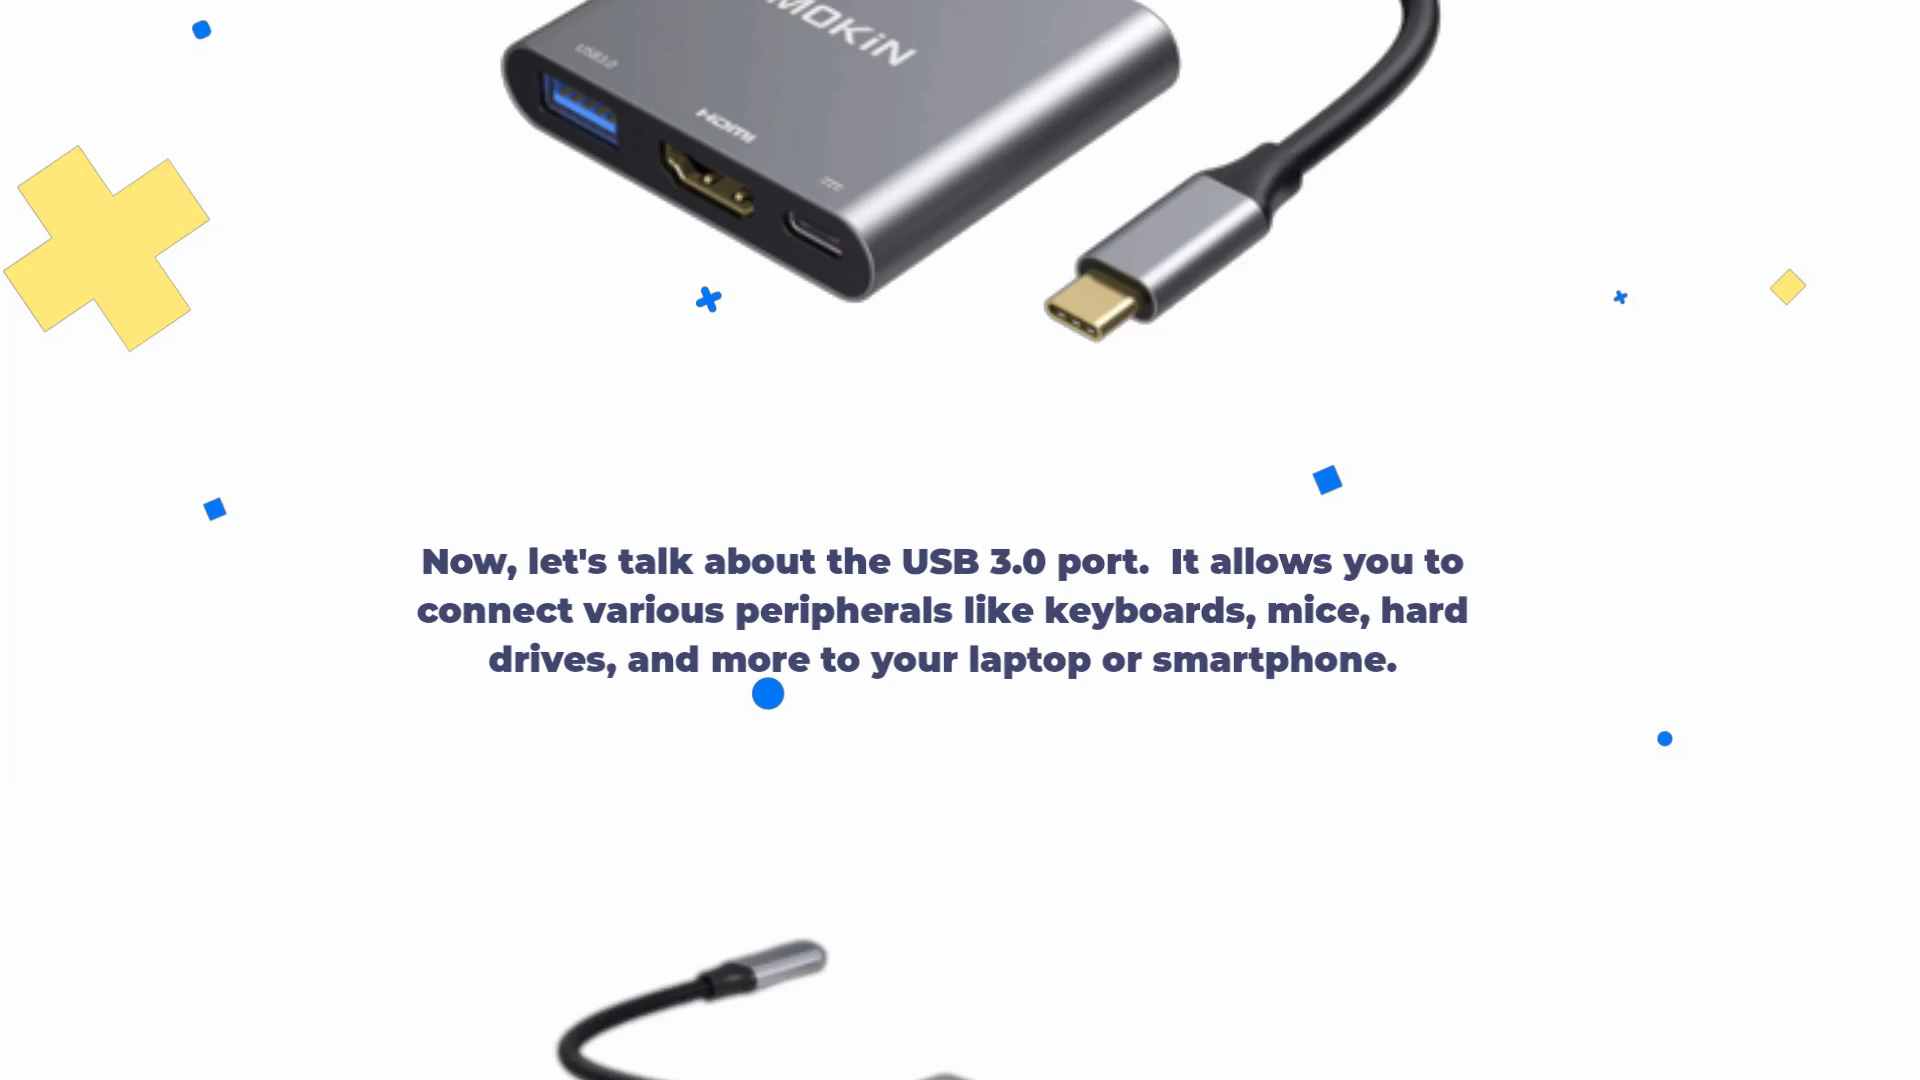 MOKiN
USB3.0
HDMI
Now, let's talk about the USB 3.0 port.  It allows you to
connect various peripherals like keyboards, mice, hard
drives, and more to your laptop or smartphone.